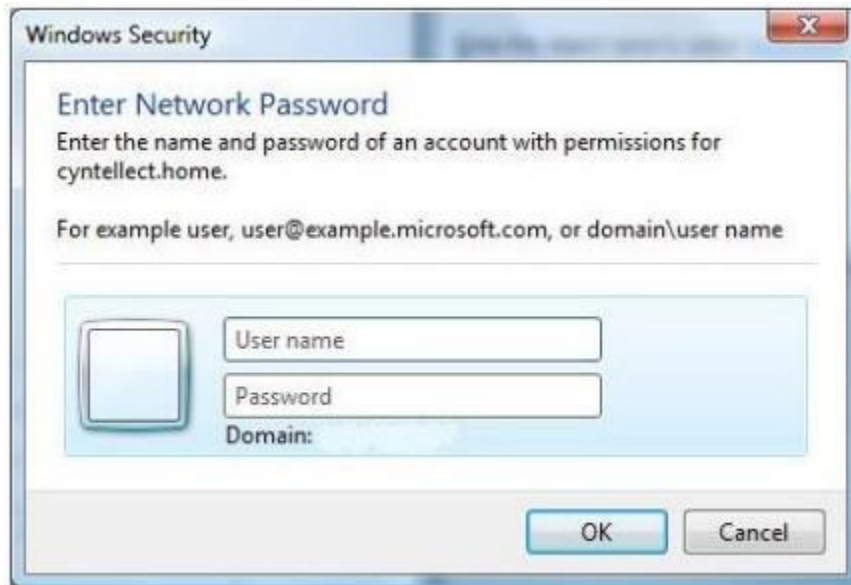 Windows Security
Enter Network Password
Enter the name and password of an account with permissions for
cyntellect.home.
For example user, user@example.microsoft.com, or domain\user name
User name
Password
Domain:
OK
Cancel